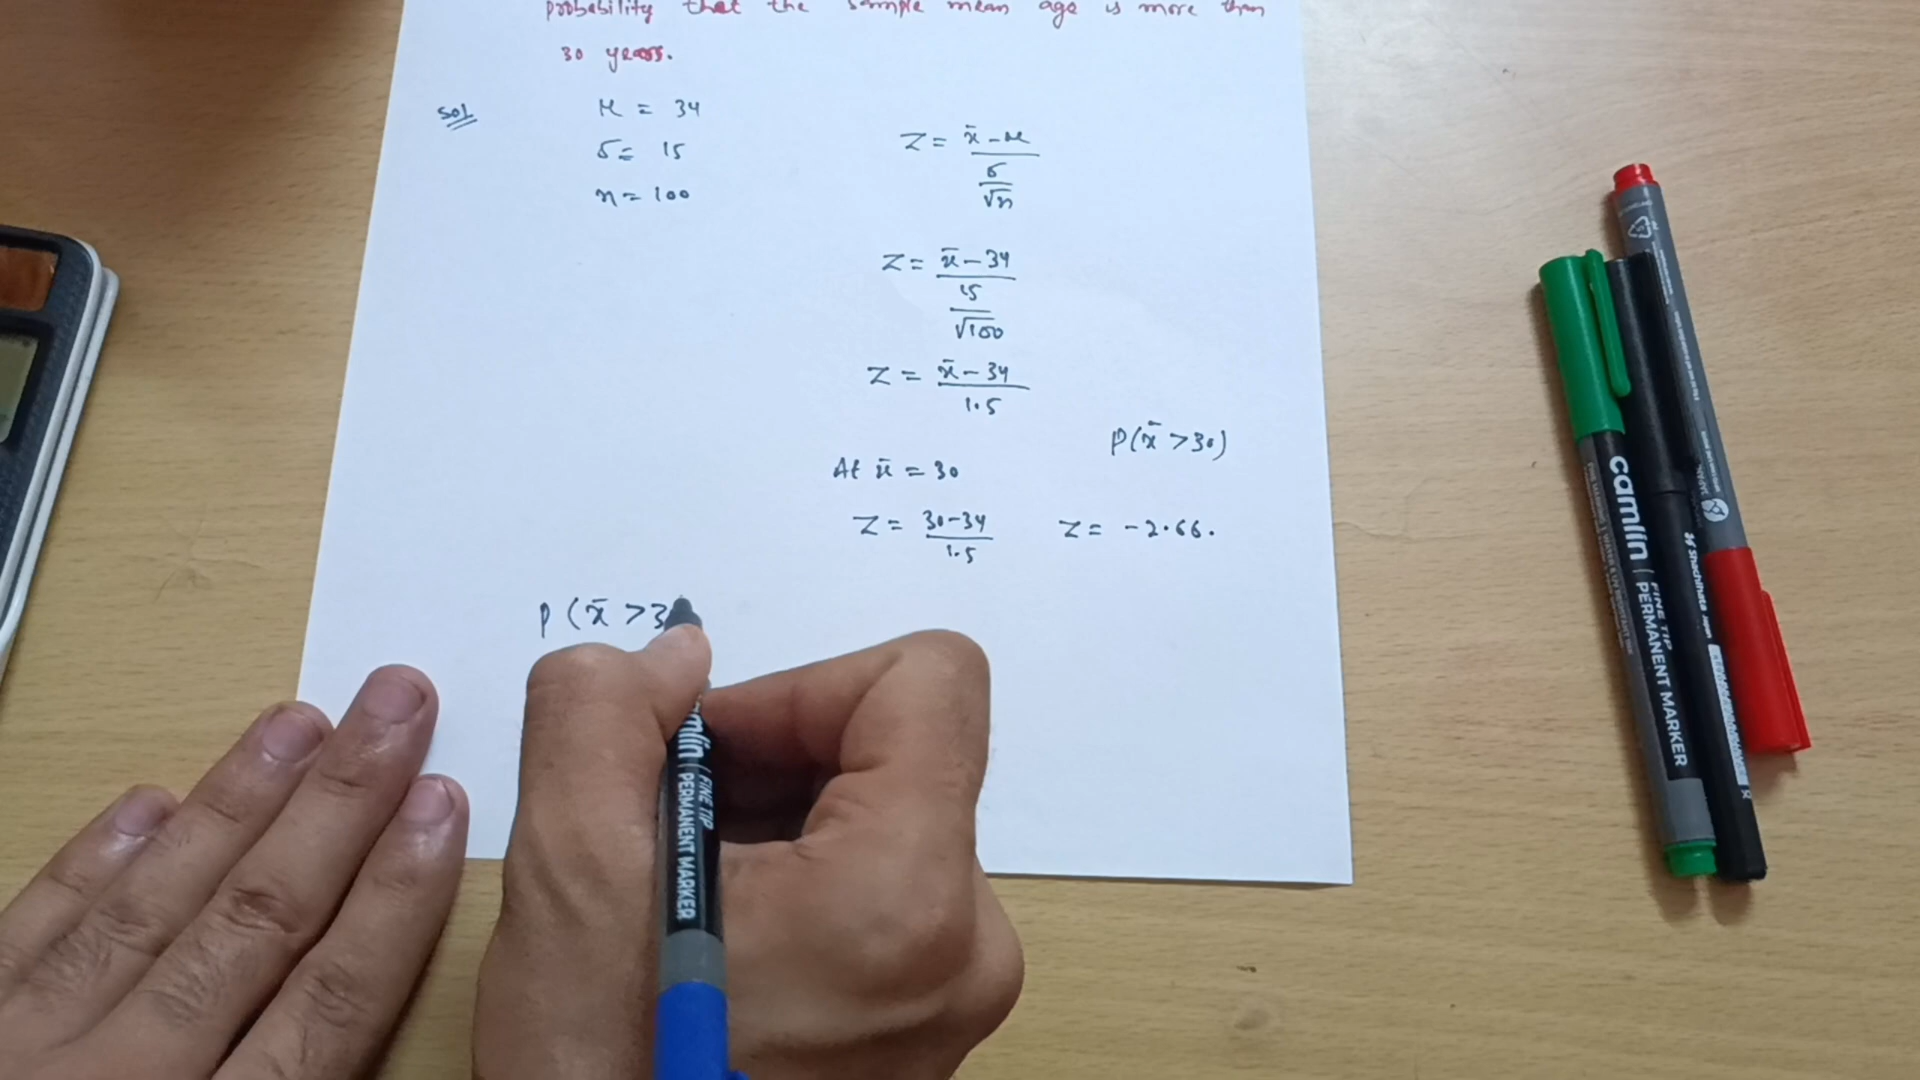 probability that the sample mean age is more than
30 years.
Sol
μ = 34
σ = 15
n = 100
Z = x̄ - μ
σ
√n
Z = x̄ - 34
15
√100
Z = x̄ - 34
1.5
P(x̄ > 30)
At x̄ = 30
Z = 30-34
1.5
Z = -2.66.
P (x̄ > 3
camlin FINE TIP
PERMANENT MARKER
camlin
FINE TIP
PERMANENT MARKER
Shachihata Japan